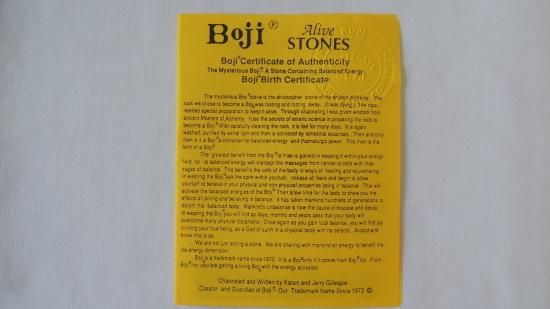 Boji ® Alive
STONES
Boji® Certificate of Authenticity
The Mysterious Boji® A Stone Containing Balanced Energy
Boji® Birth Certificate
The mysterious Boji® stone is the philosopher stone of the ancient Alchemy. The
rock we chose to become a Boji was rusting and rotting away. (It was dying.) The rock
needed special preparation to keep it alive. Through channeling I was given wisdom from
ancient Masters of Alchemy. I use the secrets of esteric science in preparing the rock to
become a Boji.® After carefully cleaning the rock, it is fed for many days. It is again
washed, purified by astral light and then is activated by terrestial essences. Then and only
then is it a Boji® a container for balanced energy and thamaturgic power. This then is the
birth of a Boji.®
The greatest benefit from the Boji® to man is gained in keeping it within your energy
field, for its balanced energy will intercept the messages from nerves to cells with mes-
sages of balance. This benefits the cells of the body in ways of healing and rejuvenating
In wearing the Boji® ask the spirit within yourself, release all fears and begin to allow
yourself to believe in your physical and non-physical properties being in balance. This will
activate the balanced energies of the Boji.® Then allow time for the body to show you the
effects of joining and believing in balance. It has taken mankind hundreds of generations to
distort his balanced body. Mankind's unbalance is now the cause of disease and decay
In wearing the Boji® you will find as days, months and years pass that your body will
overcome many physical distortions. Once again as you gain total balance, you will find joy
in living your true being, as a God of sunth in a physical body with no defects. Accept and
know this is so.
We are not just selling a stone. We are sharing with mankind an energy to benefit the
life energy dimension.
Boji is a trademark name since 1972. It is a Boji® only if it comes from Boji® Inc. From
Boji® Inc. you are getting a living Boji® with the energy activated.
Channeled and Written by Karen and Jerry Gillespie
Creator and Guardian of Boji® Our Trademark Name Since 1972 ©